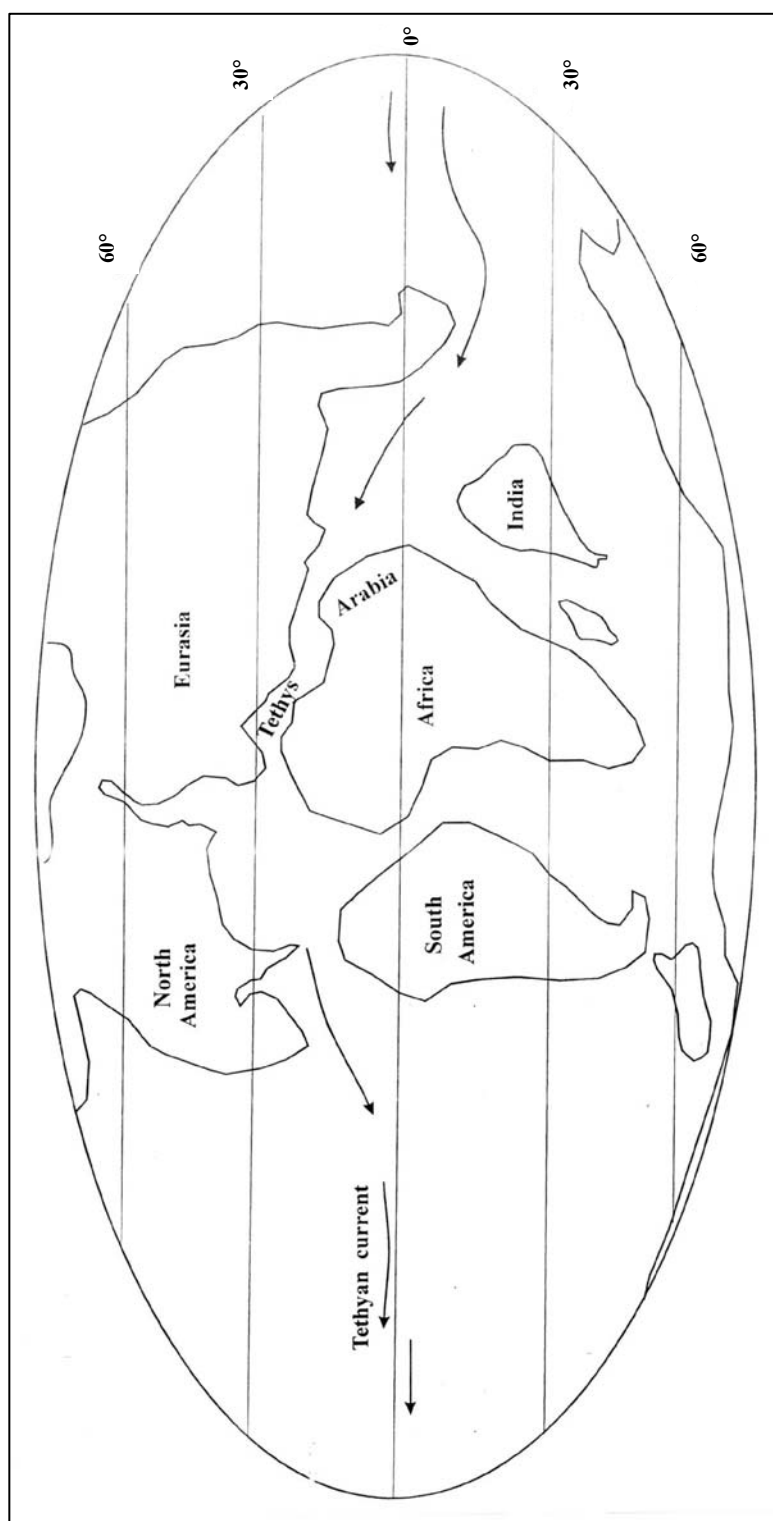 60°
30°
0°
30°
60°
Eurasia
North
America
Tethys
Arabia
India
Africa
South
America
Tethyan current